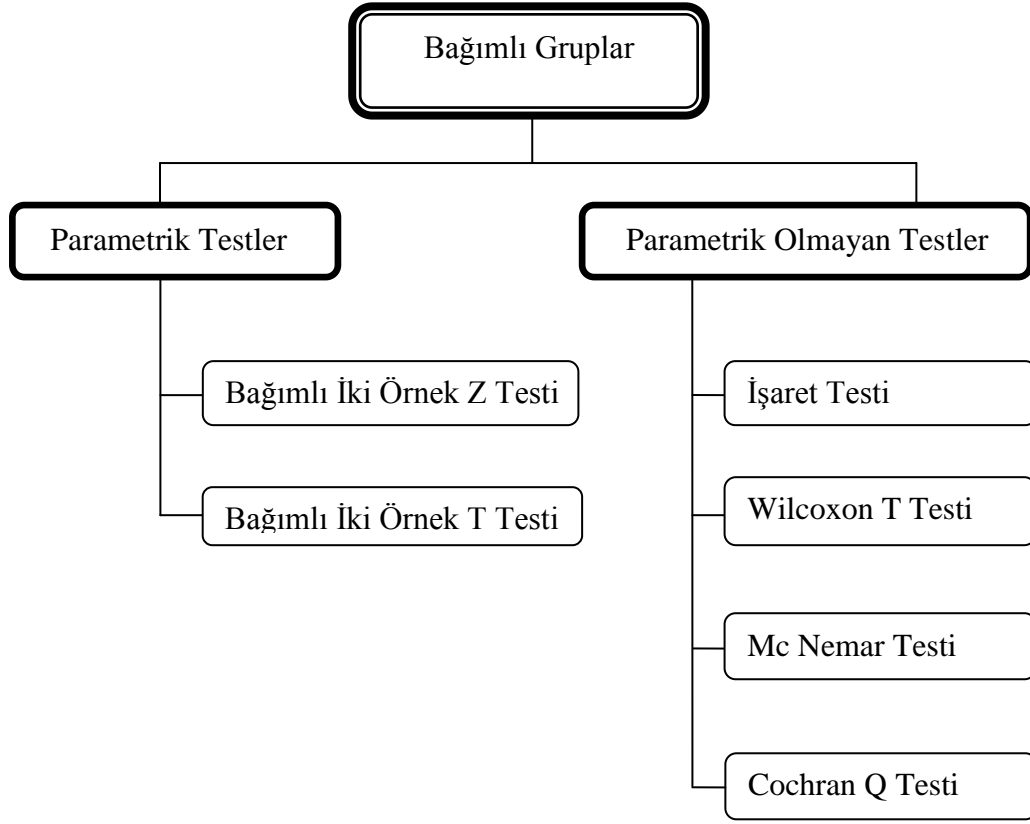 Bağımlı Gruplar
Parametrik Testler
Parametrik Olmayan Testler
Bağımlı İki Örnek Z Testi
Bağımlı İki Örnek T Testi
İşaret Testi
Wilcoxon T Testi
Mc Nemar Testi
Cochran Q Testi